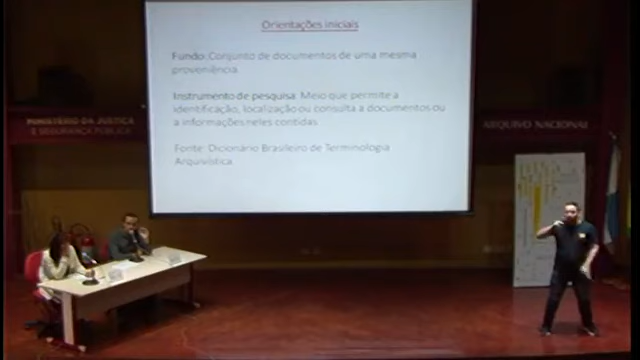 Orientações iniciais
Fundo: Conjunto de documentos de uma mesma
proveniência.
Instrumento de pesquisa: Meio que permite a
identificação, localização ou consulta a documentos ou
a informações neles contidas.
Fonte: Dicionário Brasileiro de Terminologia
Arquivística.
MINISTÉRIO DA JUSTIÇA
E SEGURANÇA PÚBLICA
ARQUIVO NACIONAL